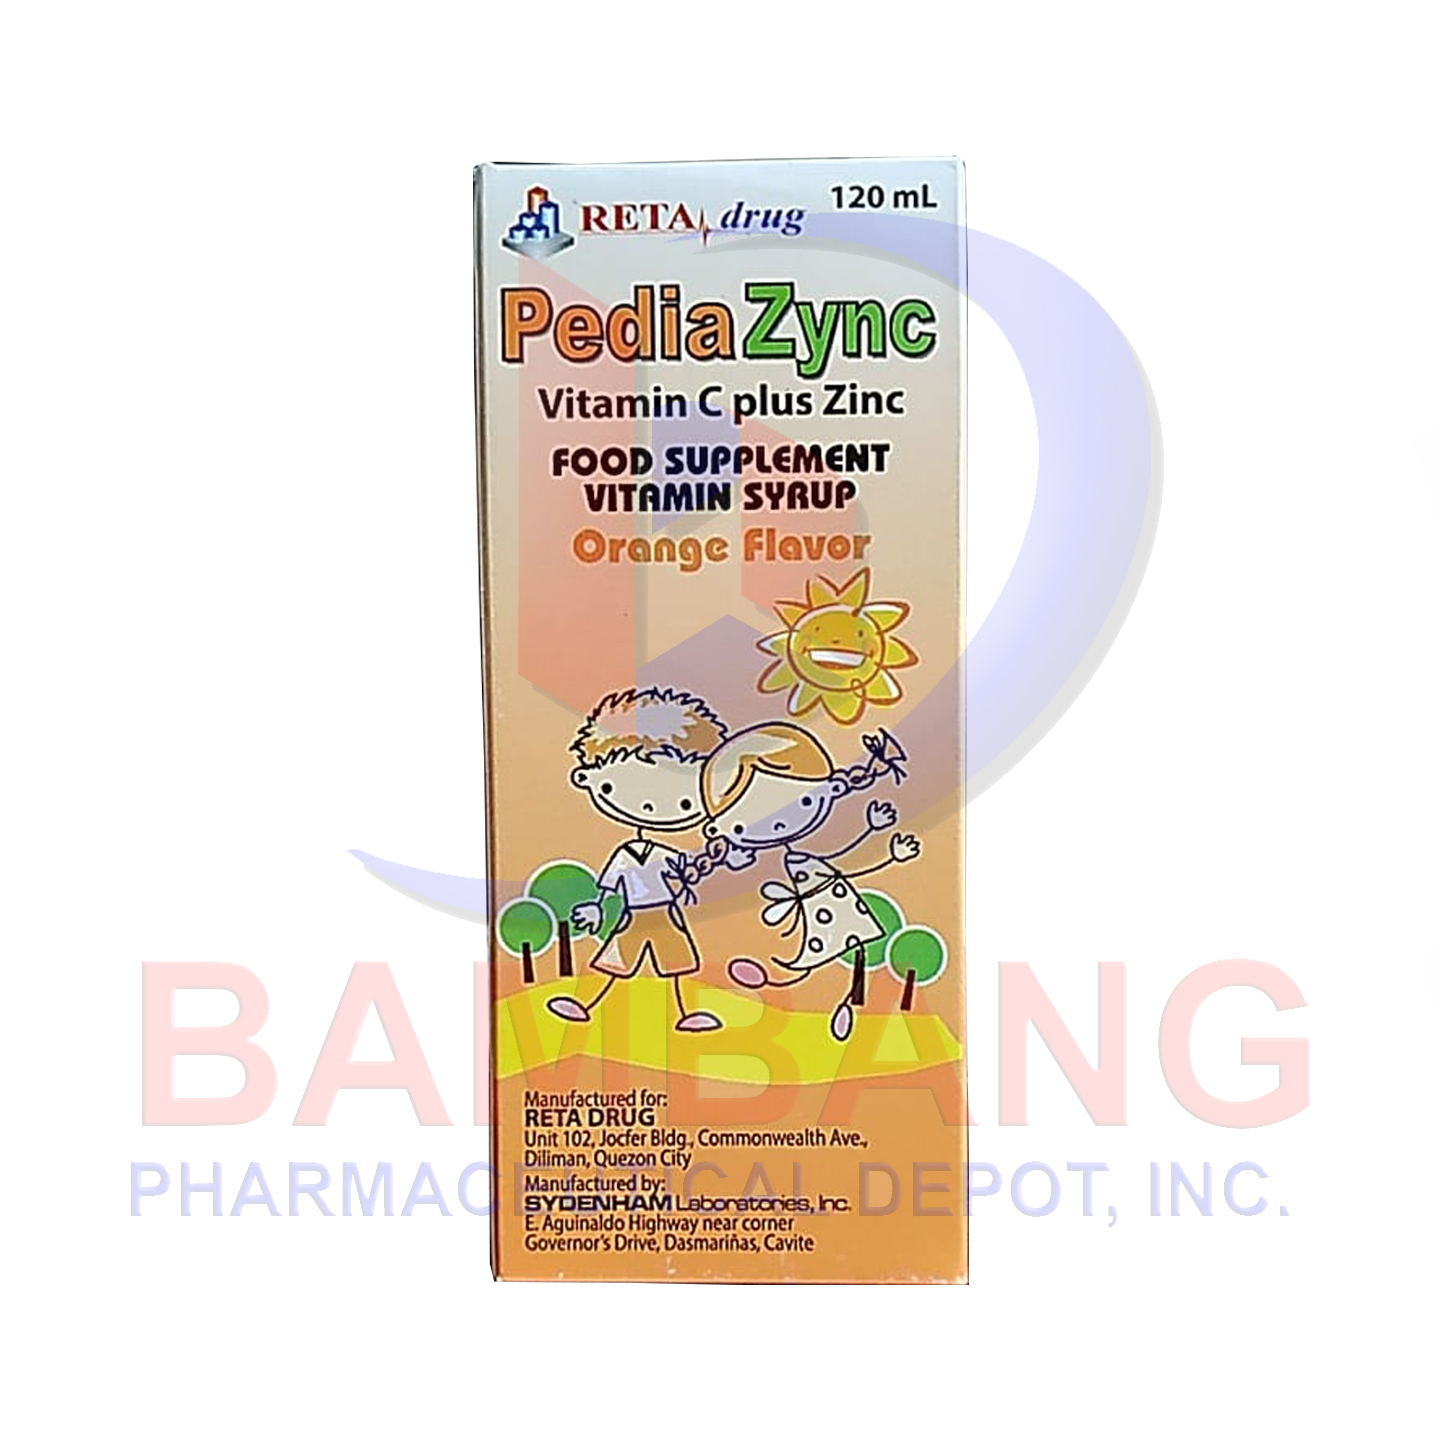 RETA drug
120 mL
PediaZync
Vitamin C plus Zinc
FOOD SUPPLEMENT
VITAMIN SYRUP
Orange Flavor
BAMBANG
Manufactured for:
RETA DRUG
Unit 102, Jocfer Bldg., Commonwealth Ave.,
Diliman, Quezon City
PHARMACEUTICAL DEPOT, INC.
Manufactured by:
SYDENHAM Laboratories, Inc.
E. Aguinaldo Highway near corner
Governor's Drive, Dasmariñas, Cavite